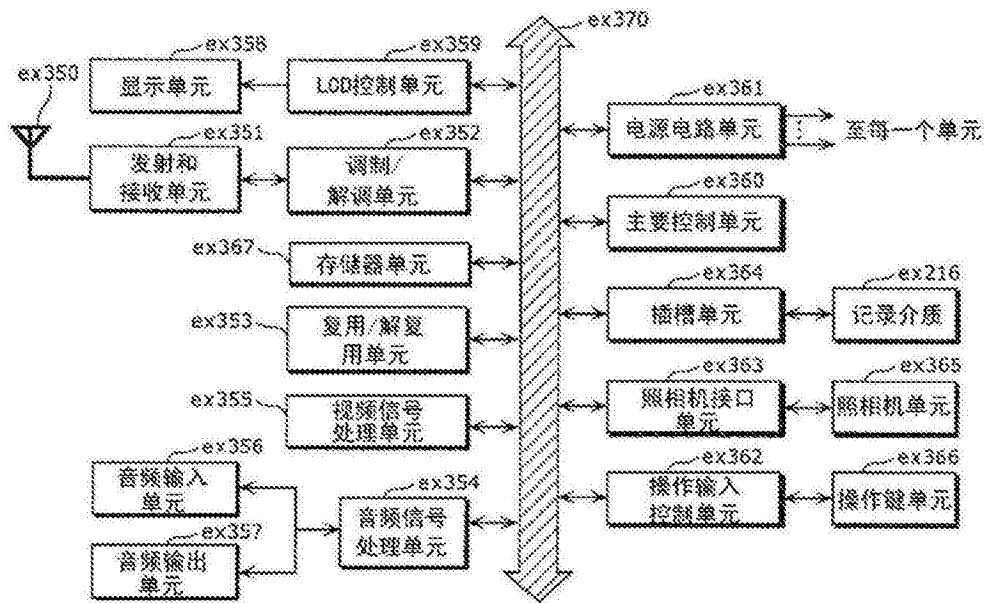 ex370
ex358
ex359
ex350
显示单元
LCD控制单元
ex361
电源电路单元
至每一个单元
ex351
ex352
发射和
接收单元
调制/
解调单元
ex360
主要控制单元
ex367
存储器单元
ex364
ex216
插槽单元
记录介质
ex353
复用/解复
用单元
ex363
ex365
照相机接口
单元
照相机单元
ex355
视频信号
处理单元
ex356
音频输入
单元
ex354
音频信号
处理单元
ex362
ex366
操作输入
控制单元
操作键单元
ex357
音频输出
单元